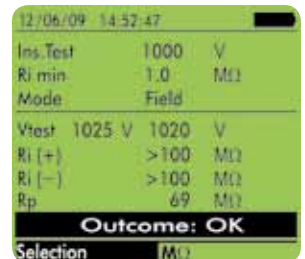 12/06/09 14:52:47
Ins.Test 1000 V
Ri min 1.0 MΩ
Mode Field
Vtest 1025 V 1020 V
Ri (+) >100 MΩ
Ri (−) >100 MΩ
Rp 69 MΩ
Outcome: OK
Selection MΩ